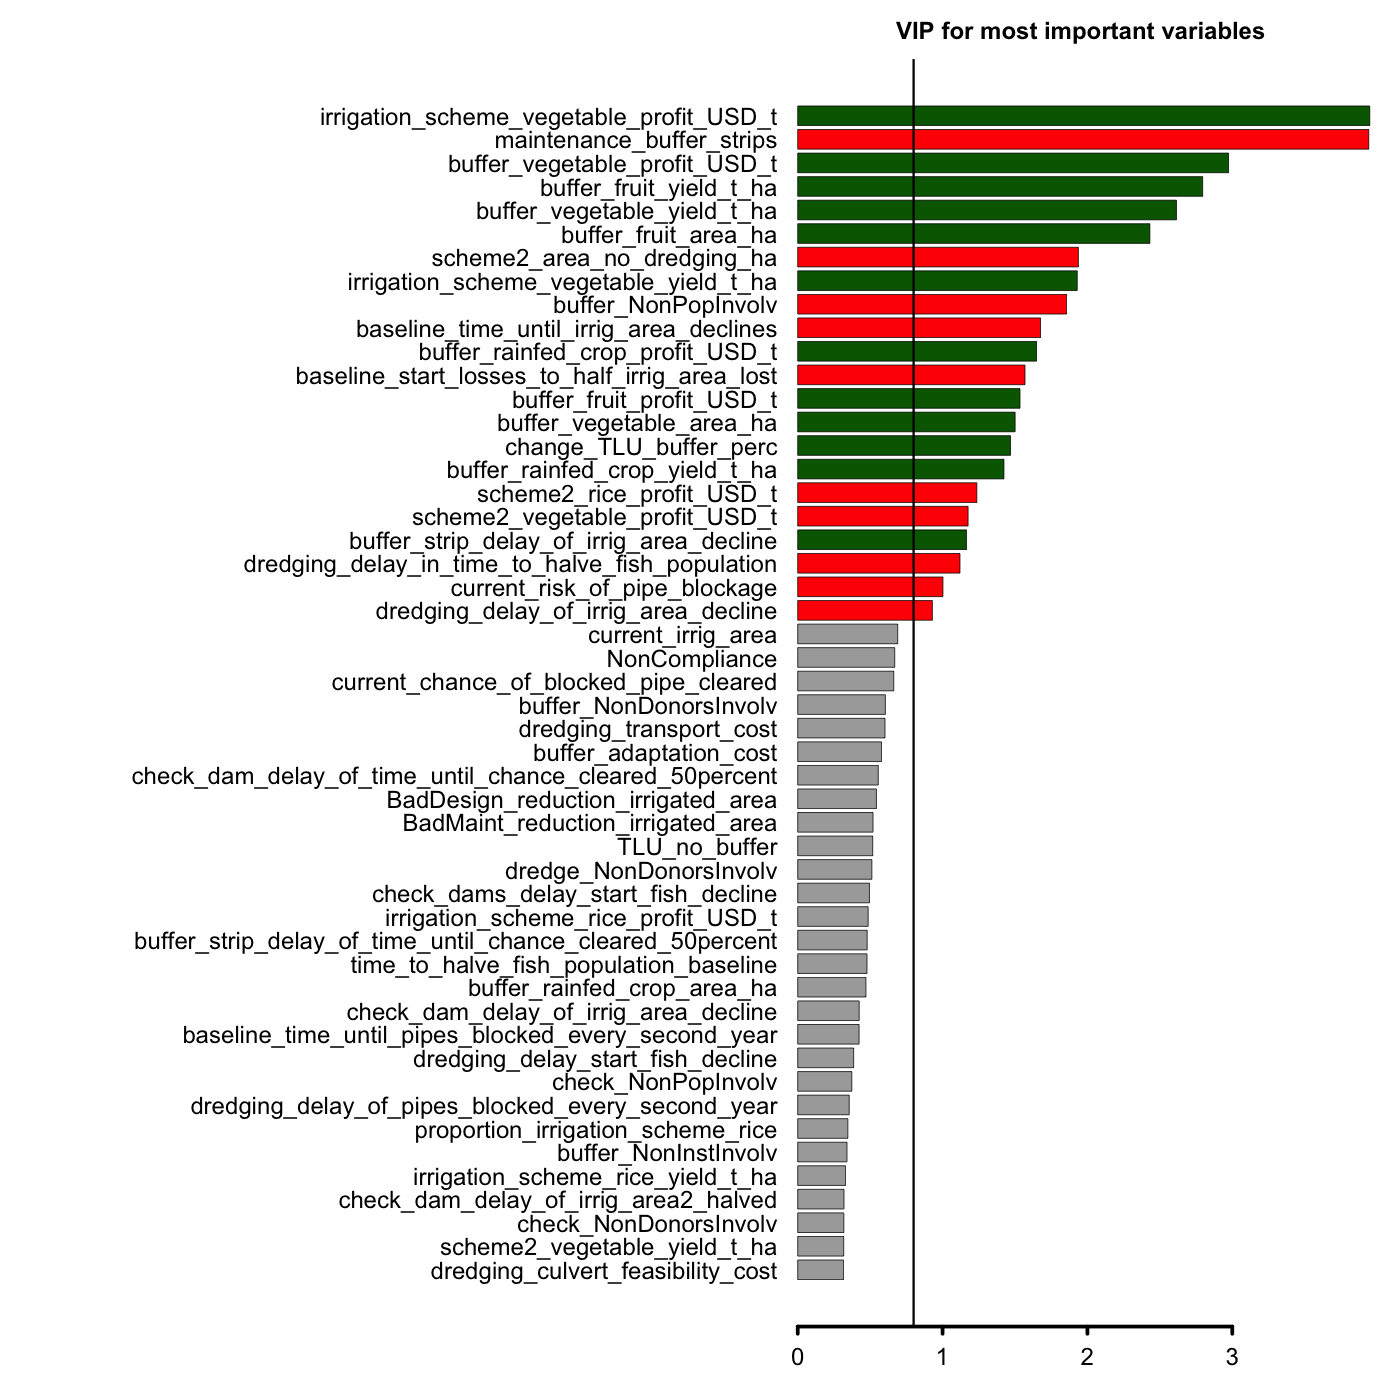 VIP for most important variables
irrigation_scheme_vegetable_profit_USD_t
maintenance_buffer_strips
buffer_vegetable_profit_USD_t
buffer_fruit_yield_t_ha
buffer_vegetable_yield_t_ha
buffer_fruit_area_ha
scheme2_area_no_dredging_ha
irrigation_scheme_vegetable_yield_t_ha
buffer_NonPopInvolv
baseline_time_until_irrig_area_declines
buffer_rainfed_crop_profit_USD_t
baseline_start_losses_to_half_irrig_area_lost
buffer_fruit_profit_USD_t
buffer_vegetable_area_ha
change_TLU_buffer_perc
buffer_rainfed_crop_yield_t_ha
scheme2_rice_profit_USD_t
scheme2_vegetable_profit_USD_t
buffer_strip_delay_of_irrig_area_decline
dredging_delay_in_time_to_halve_fish_population
current_risk_of_pipe_blockage
dredging_delay_of_irrig_area_decline
current_irrig_area
NonCompliance
current_chance_of_blocked_pipe_cleared
buffer_NonDonorsInvolv
dredging_transport_cost
buffer_adaptation_cost
check_dam_delay_of_time_until_chance_cleared_50percent
BadDesign_reduction_irrigated_area
BadMaint_reduction_irrigated_area
TLU_no_buffer
dredge_NonDonorsInvolv
check_dams_delay_start_fish_decline
irrigation_scheme_rice_profit_USD_t
buffer_strip_delay_of_time_until_chance_cleared_50percent
time_to_halve_fish_population_baseline
buffer_rainfed_crop_area_ha
check_dam_delay_of_irrig_area_decline
baseline_time_until_pipes_blocked_every_second_year
dredging_delay_start_fish_decline
check_NonPopInvolv
dredging_delay_of_pipes_blocked_every_second_year
proportion_irrigation_scheme_rice
buffer_NonInstInvolv
irrigation_scheme_rice_yield_t_ha
check_dam_delay_of_irrig_area2_halved
check_NonDonorsInvolv
scheme2_vegetable_yield_t_ha
dredging_culvert_feasibility_cost
0 1 2 3